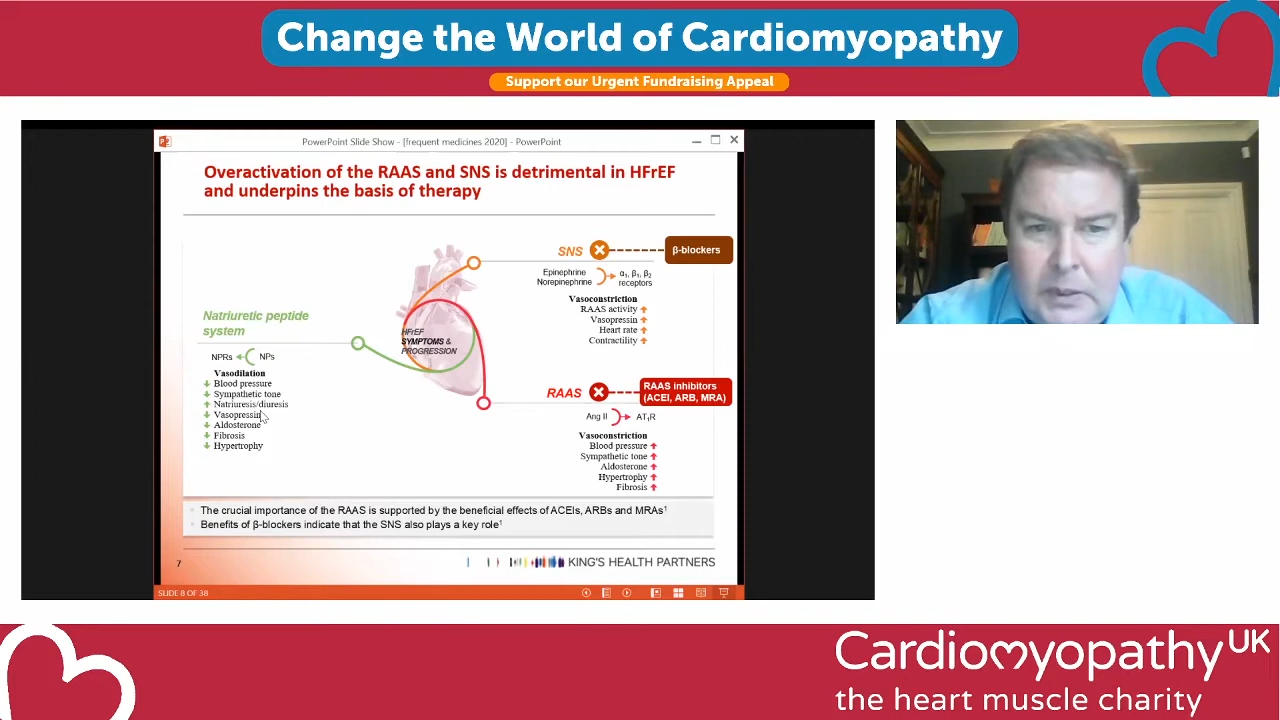 Change the World of Cardiomyopathy
Support our Urgent Fundraising Appeal
PowerPoint Slide Show - [frequent medicines 2020] - PowerPoint
Overactivation of the RAAS and SNS is detrimental in HFrEF
and underpins the basis of therapy
SNS
β-blockers
Epinephrine
Norepinephrine
α1, β1, β2
receptors
Vasoconstriction
RAAS activity
Vasopressin
Heart rate
Contractility
Natriuretic peptide
system
NPRs
NPs
Vasodilation
Blood pressure
Sympathetic tone
Natriuresis/diuresis
Vasopressin
Aldosterone
Fibrosis
Hypertrophy
HFrEF
SYMPTOMS &
PROGRESSION
RAAS
RAAS inhibitors
(ACEI, ARB, MRA)
Ang II
AT1R
Vasoconstriction
Blood pressure
Sympathetic tone
Aldosterone
Hypertrophy
Fibrosis
The crucial importance of the RAAS is supported by the beneficial effects of ACEIs, ARBs and MRAs1
Benefits of β-blockers indicate that the SNS also plays a key role1
7
KING'S HEALTH PARTNERS
SLIDE 8 OF 38
Cardiomyopathy UK
the heart muscle charity